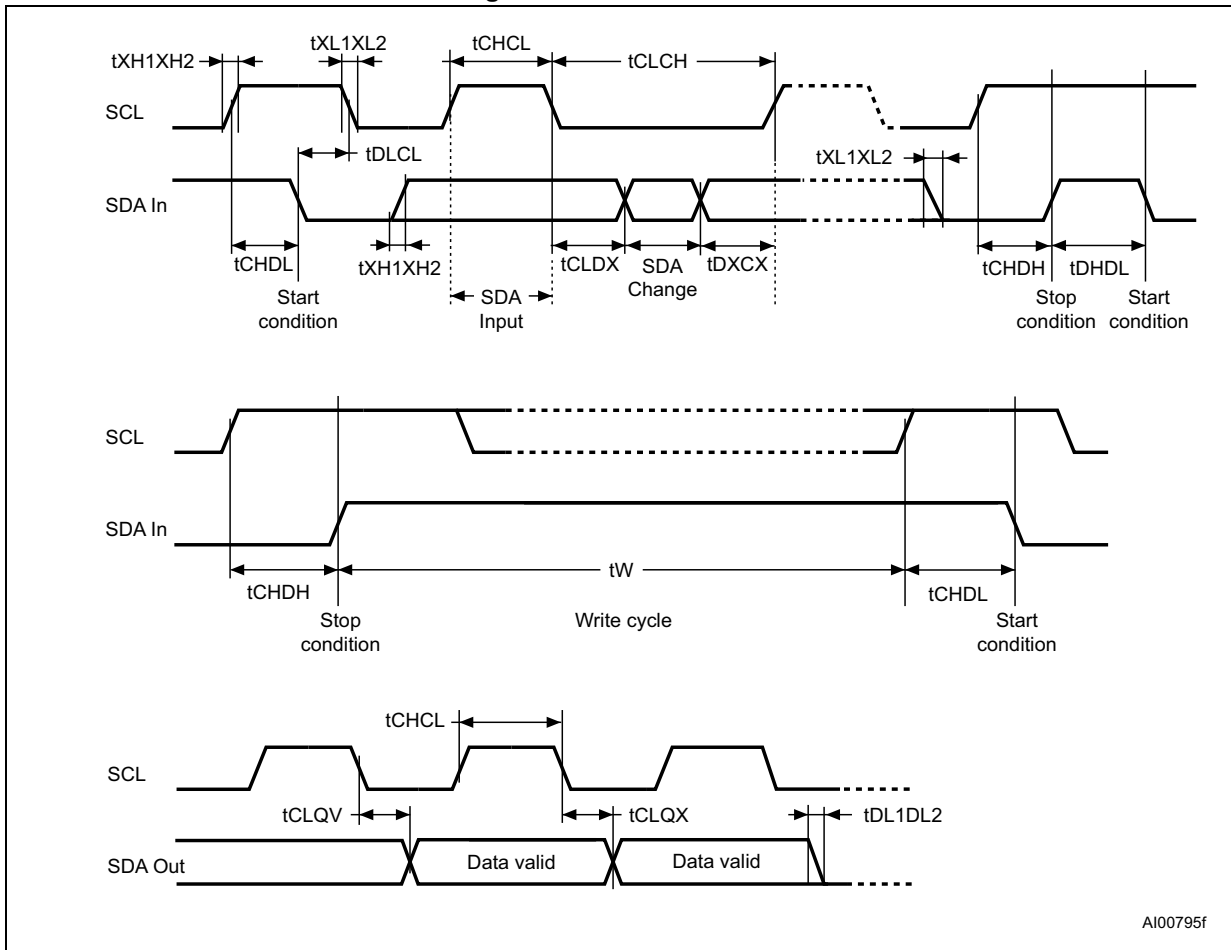 tXH1XH2
tXL1XL2
tCHCL
tCLCH
SCL
tDLCL
tXL1XL2
SDA In
tCHDL
tXH1XH2
tCLDX
SDA
Change
tDXCX
tCHDH
tDHDL
Start
condition
SDA
Input
Stop
condition
Start
condition
SCL
SDA In
tCHDH
tW
tCHDL
Stop
condition
Write cycle
Start
condition
tCHCL
SCL
tCLQV
tCLQX
tDL1DL2
SDA Out
Data valid
Data valid
AI00795f